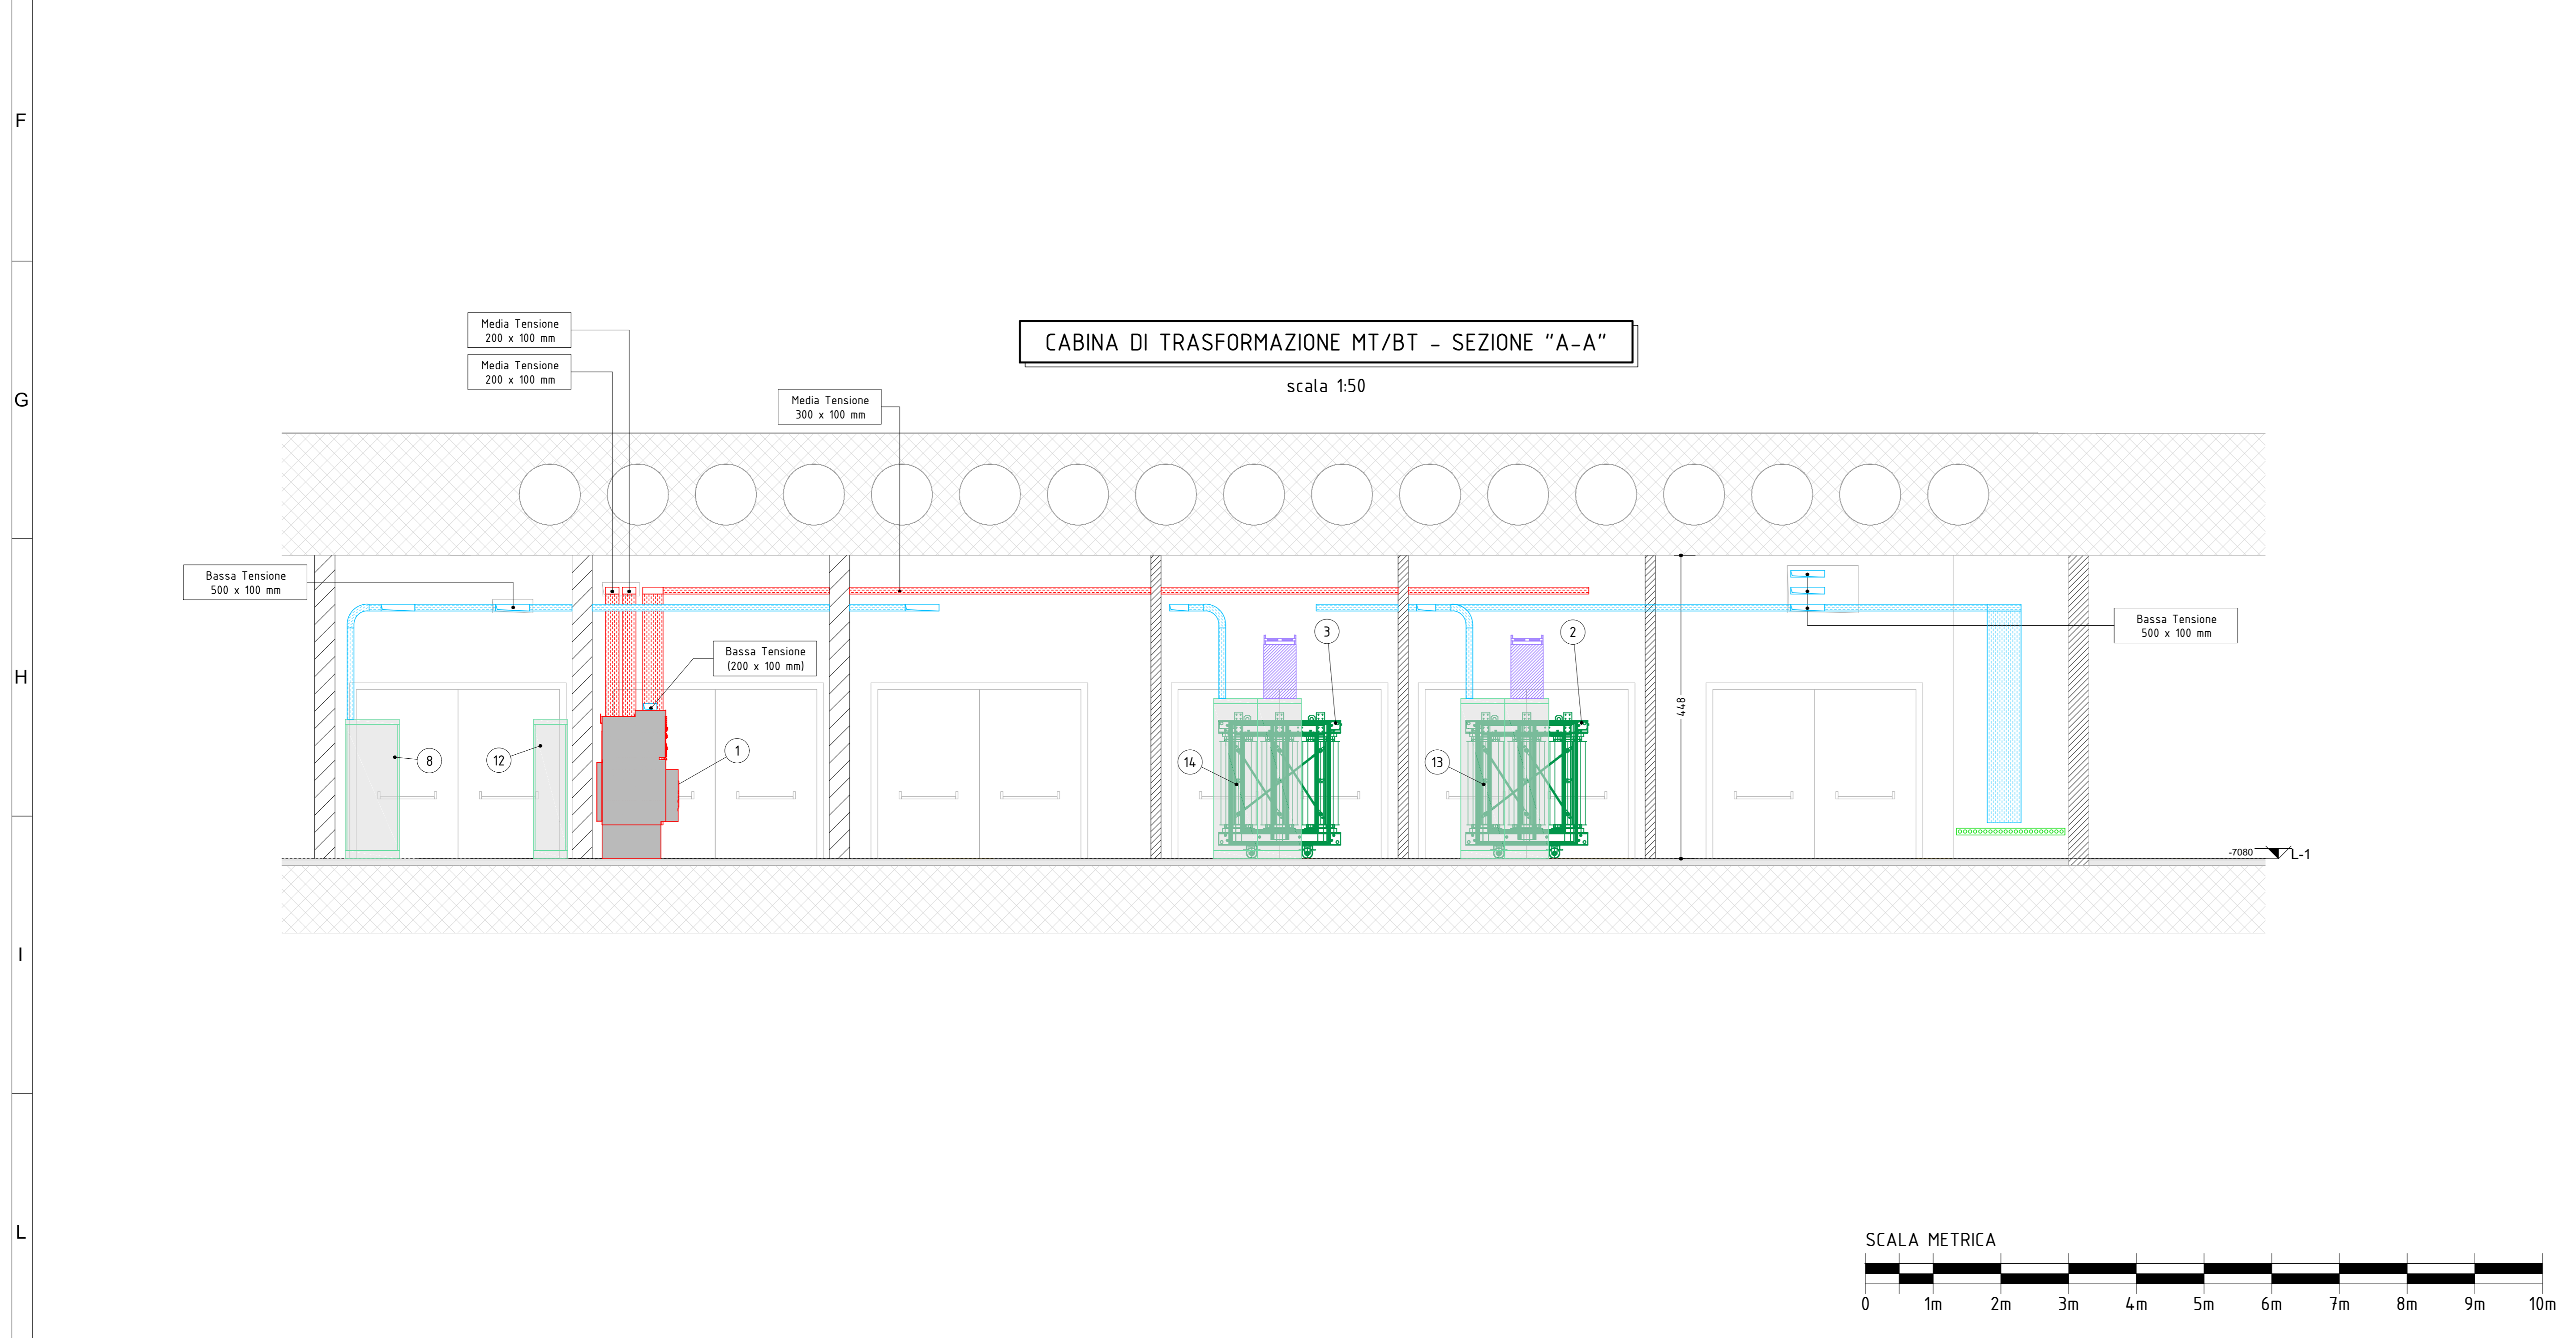 F
G
H
I
L
Media Tensione
200 x 100 mm
Media Tensione
200 x 100 mm
CABINA DI TRASFORMAZIONE MT/BT - SEZIONE "A-A"
scala 1:50
Media Tensione
300 x 100 mm
Bassa Tensione
500 x 100 mm
Bassa Tensione
(200 x 100 mm)
3
2
Bassa Tensione
500 x 100 mm
448
8
12
1
14
13
-7080
L-1
SCALA METRICA
0 1m 2m 3m 4m 5m 6m 7m 8m 9m 10m